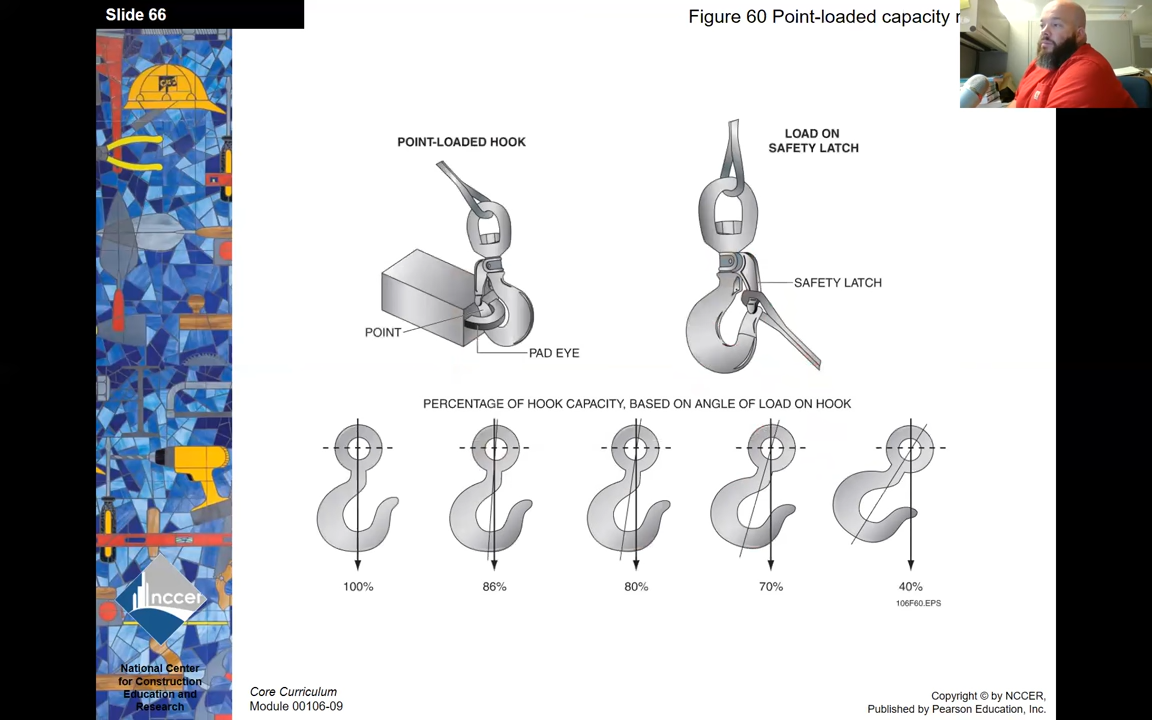 Slide 66
Figure 60 Point-loaded capacity
POINT-LOADED HOOK
LOAD ON
SAFETY LATCH
SAFETY LATCH
POINT
PAD EYE
PERCENTAGE OF HOOK CAPACITY, BASED ON ANGLE OF LOAD ON HOOK
100% 86% 80% 70% 40%
106F60.EPS
nccer
National Center
for Construction
Education and
Research
Core Curriculum
Module 00106-09
Copyright © by NCCER,
Published by Pearson Education, Inc.